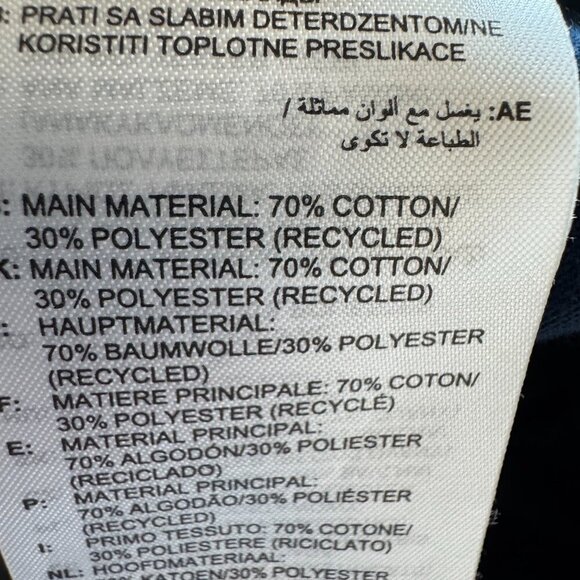 : PRATI SA SLABIM DETERDZENTOM/NE
KORISTITI TOPLOTNE PRESLIKACE
AE: يغسل مع ألوان مماثلة /
الطباعة لا تكوى
: MAIN MATERIAL: 70% COTTON/
30% POLYESTER (RECYCLED)
K: MAIN MATERIAL: 70% COTTON/
30% POLYESTER (RECYCLED)
: HAUPTMATERIAL:
70% BAUMWOLLE/30% POLYESTER
(RECYCLED)
F: MATIERE PRINCIPALE: 70% COTON/
30% POLYESTER (RECYCLÉ)
E: MATERIAL PRINCIPAL:
70% ALGODÓN/30% POLIESTER
(RECICLADO)
P: MATERIAL PRINCIPAL:
70% ALGODÃO/30% POLIÉSTER
(RECYCLED)
I: PRIMO TESSUTO: 70% COTONE/
30% POLIESTERE (RICICLATO)
NL: HOOFDMATERIAAL:
KATOEN/30% POLYESTER